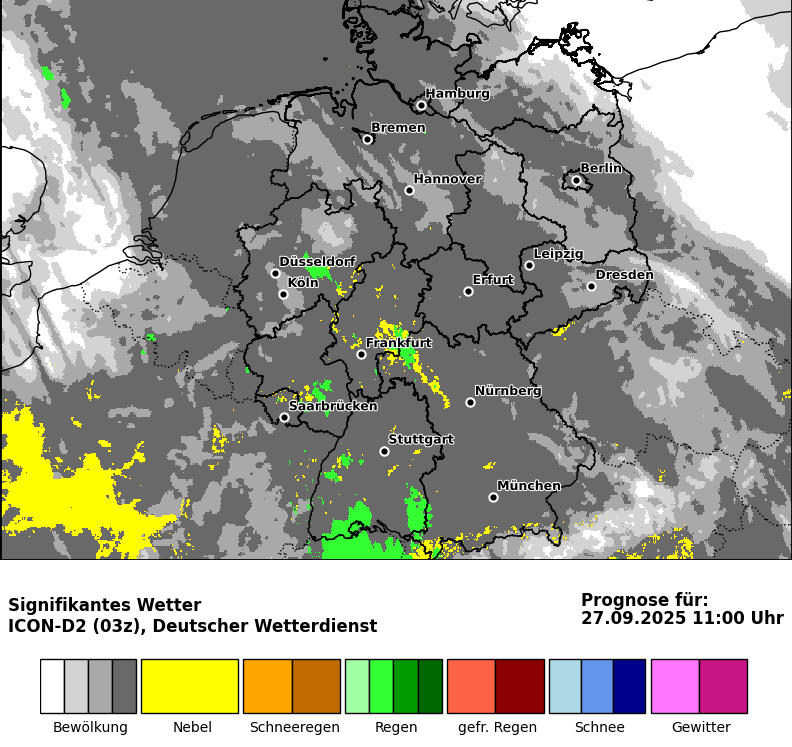 Hamburg
Bremen
Berlin
Hannover
Leipzig
Düsseldorf
Dresden
Köln
Erfurt
Frankfurt
Nürnberg
Saarbrücken
Stuttgart
München
Signifikantes Wetter
ICON-D2 (03z), Deutscher Wetterdienst
Prognose für:
27.09.2025 11:00 Uhr
Bewölkung
Nebel
Schneeregen
Regen
gefr. Regen
Schnee
Gewitter